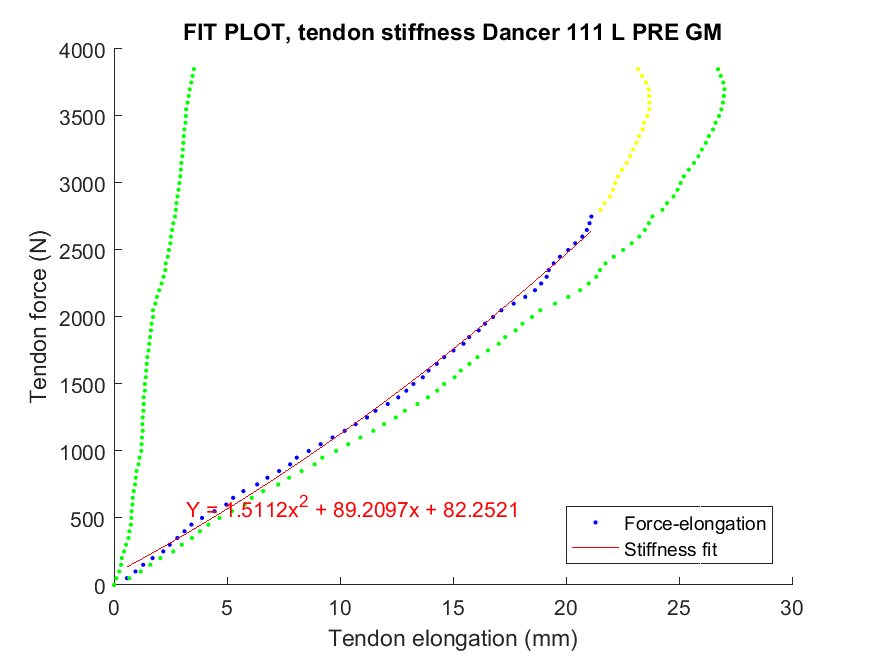 FIT PLOT, tendon stiffness Dancer 111 L PRE GM
4000
3500
3000
2500
2000
1500
1000
500
0
Tendon force (N)
Y = 1.5112x² + 89.2097x + 82.2521
Force-elongation
Stiffness fit
0 5 10 15 20 25 30
Tendon elongation (mm)